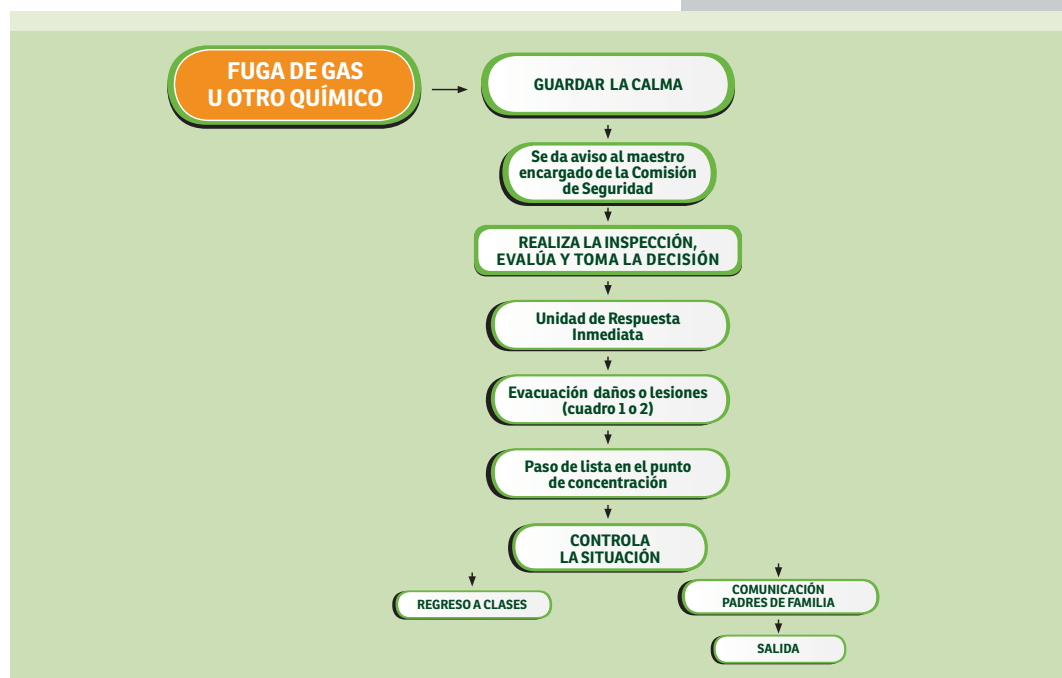 FUGA DE GAS
U OTRO QUÍMICO
GUARDAR LA CALMA
Se da aviso al maestro
encargado de la Comisión
de Seguridad
REALIZA LA INSPECCIÓN,
EVALÚA Y TOMA LA DECISIÓN
Unidad de Respuesta
Inmediata
Evacuación daños o lesiones
(cuadro 1 o 2)
Paso de lista en el punto
de concentración
CONTROLA
LA SITUACIÓN
REGRESO A CLASES
COMUNICACIÓN
PADRES DE FAMILIA
SALIDA